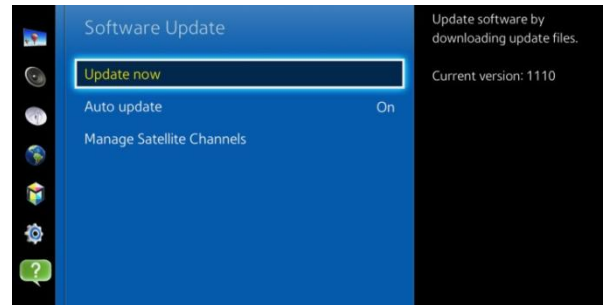 Software Update
Update now
Auto update On
Manage Satellite Channels
Update software by
downloading update files.
Current version: 1110
?